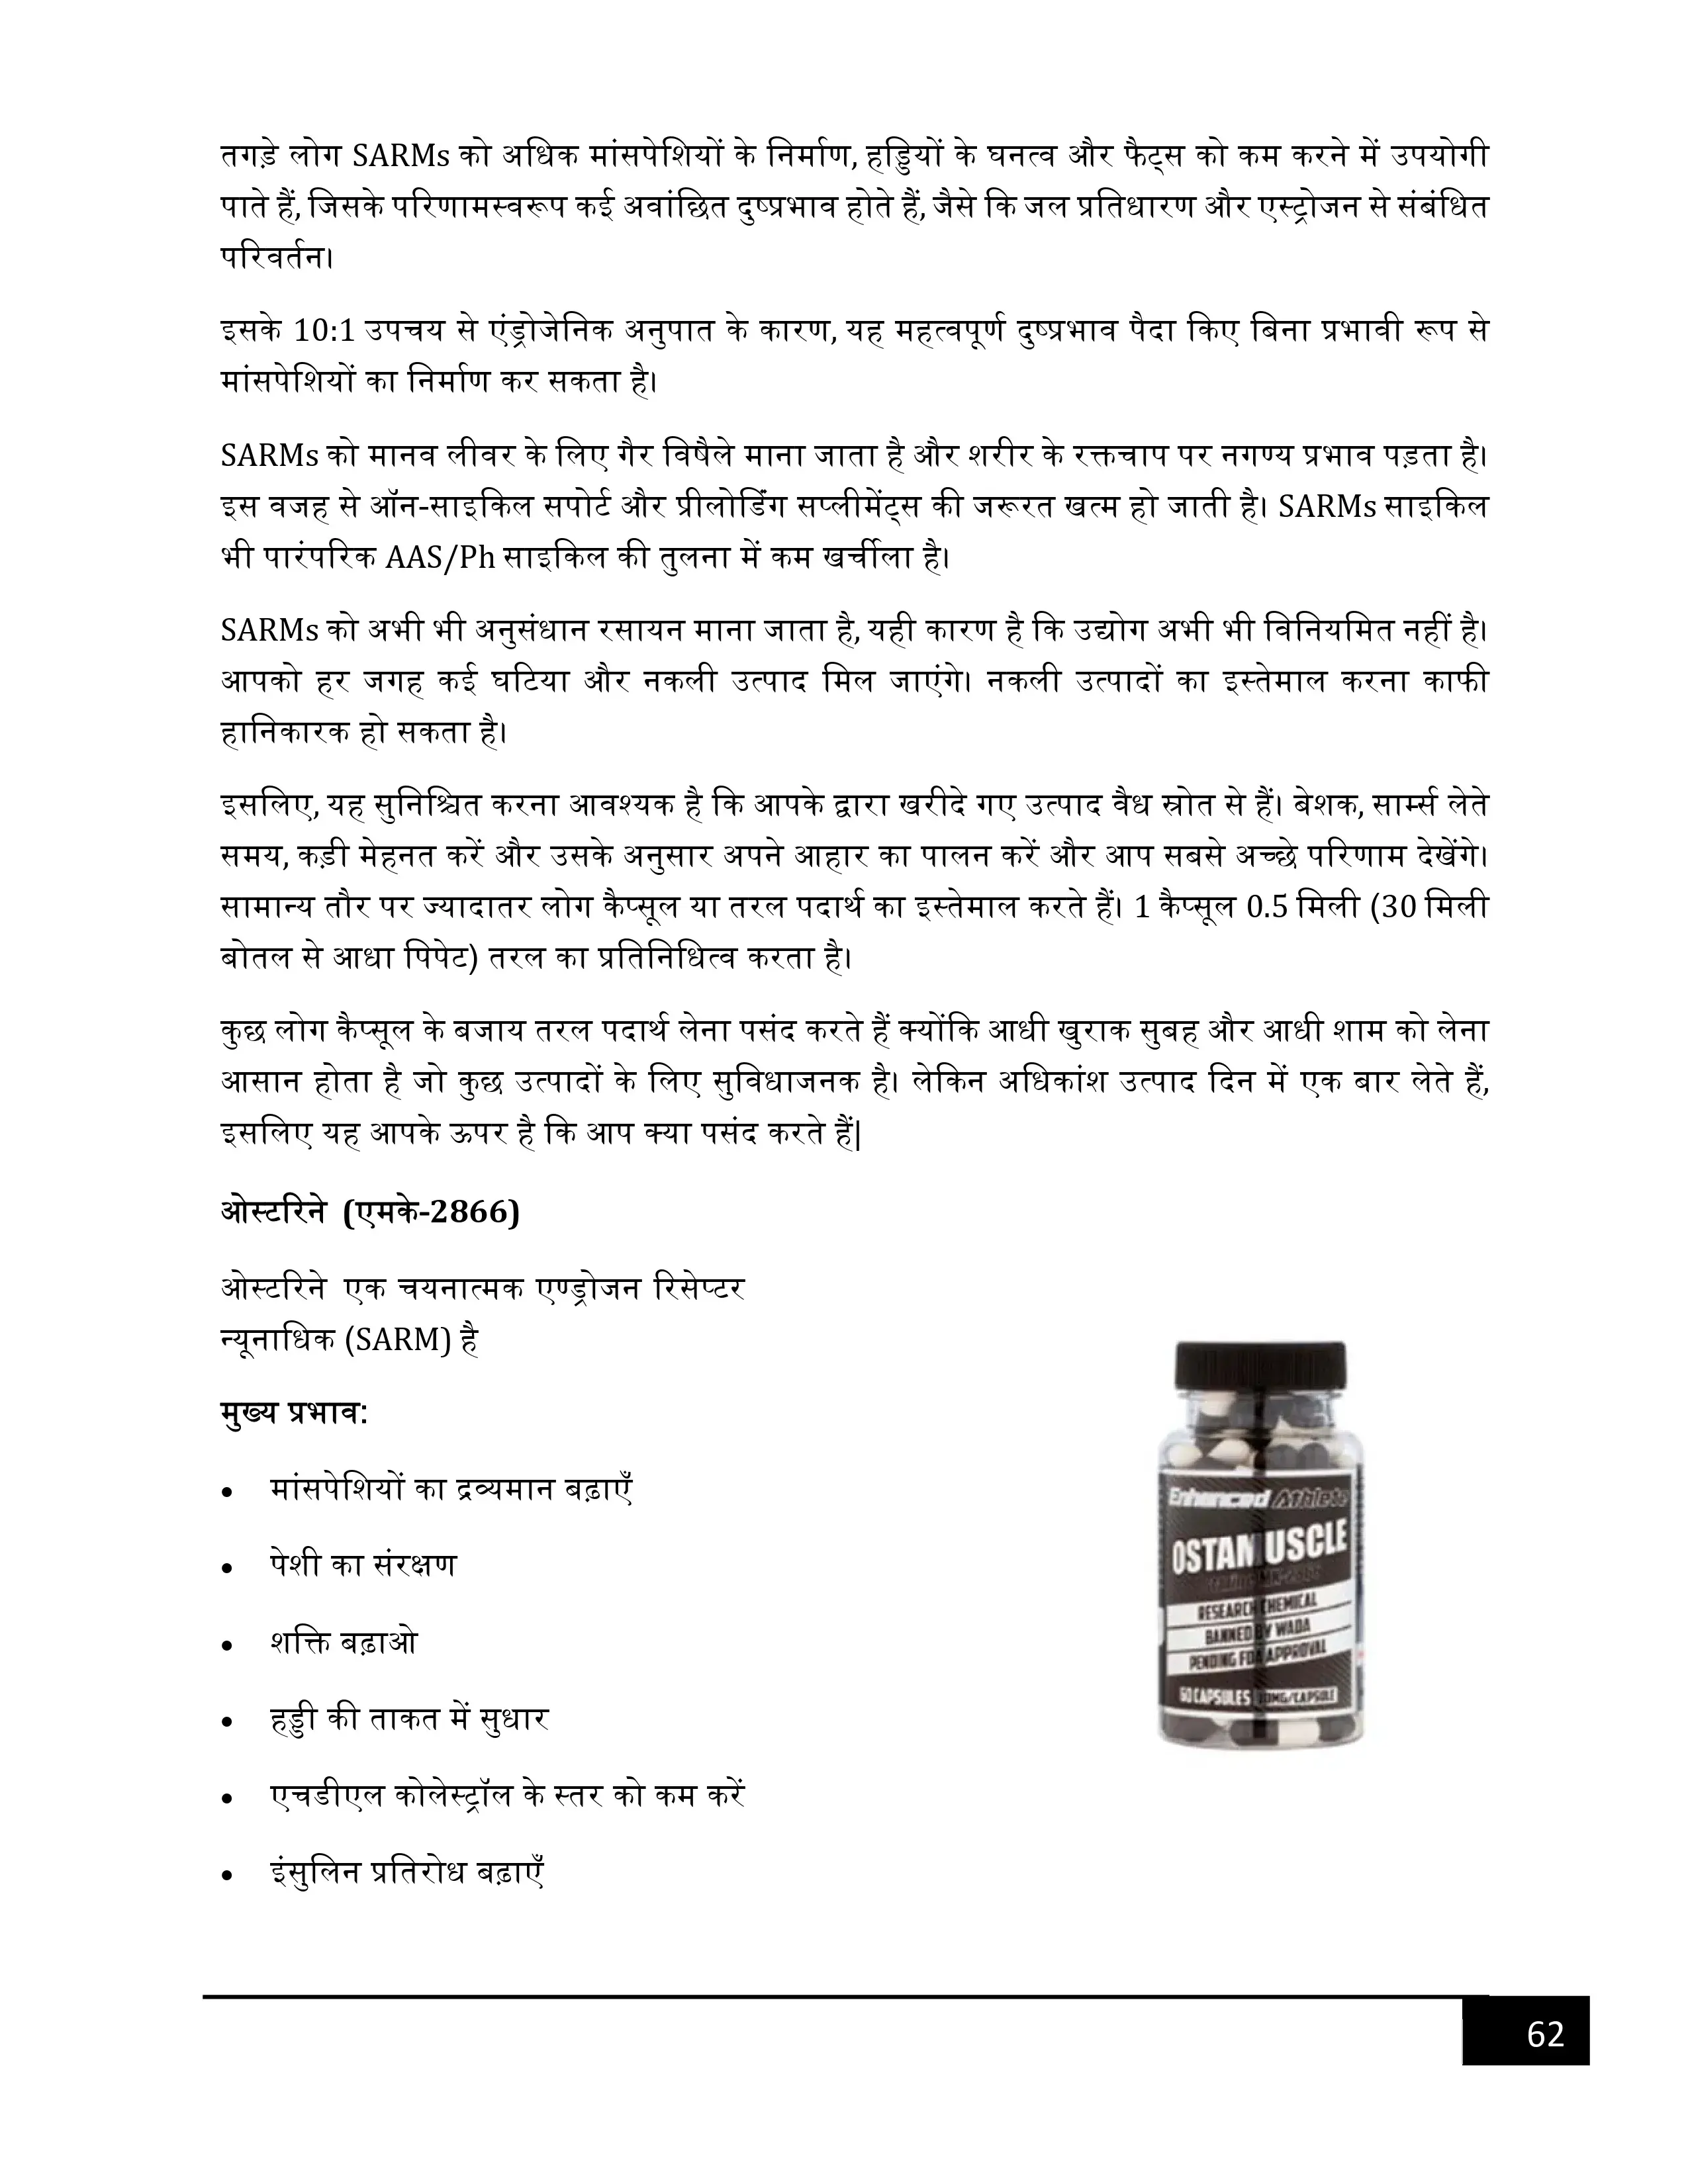 तगड़े लोग SARMs को अधिक मांसपेशियों के निर्माण, हड्डियों के घनत्व और फैट्स को कम करने में उपयोगी
पाते हैं, जिसके परिणामस्वरूप कई अवांछित दुष्प्रभाव होते हैं, जैसे कि जल प्रतिधारण और एस्ट्रोजन से संबंधित
परिवर्तन।
इसके 10:1 उपचय से एंड्रोजेनिक अनुपात के कारण, यह महत्वपूर्ण दुष्प्रभाव पैदा किए बिना प्रभावी रूप से
मांसपेशियों का निर्माण कर सकता है।
SARMs को मानव लीवर के लिए गैर विषैले माना जाता है और शरीर के रक्तचाप पर नगण्य प्रभाव पड़ता है।
इस वजह से ऑन-साइकिल सपोर्ट और प्रीलोडिंग सप्लीमेंट्स की जरूरत खत्म हो जाती है। SARMs साइकिल
भी पारंपरिक AAS/Ph साइकिल की तुलना में कम खर्चीला है।
SARMs को अभी भी अनुसंधान रसायन माना जाता है, यही कारण है कि उद्योग अभी भी विनियमित नहीं है।
आपको हर जगह कई घटिया और नकली उत्पाद मिल जाएंगे। नकली उत्पादों का इस्तेमाल करना काफी
हानिकारक हो सकता है।
इसलिए, यह सुनिश्चित करना आवश्यक है कि आपके द्वारा खरीदे गए उत्पाद वैध स्रोत से हैं। बेशक, सार्म्स लेते
समय, कड़ी मेहनत करें और उसके अनुसार अपने आहार का पालन करें और आप सबसे अच्छे परिणाम देखेंगे।
सामान्य तौर पर ज्यादातर लोग कैप्सूल या तरल पदार्थ का इस्तेमाल करते हैं। 1 कैप्सूल 0.5 मिली (30 मिली
बोतल से आधा पिपेट) तरल का प्रतिनिधित्व करता है।
कुछ लोग कैप्सूल के बजाय तरल पदार्थ लेना पसंद करते हैं क्योंकि आधी खुराक सुबह और आधी शाम को लेना
आसान होता है जो कुछ उत्पादों के लिए सुविधाजनक है। लेकिन अधिकांश उत्पाद दिन में एक बार लेते हैं,
इसलिए यह आपके ऊपर है कि आप क्या पसंद करते हैं|
ओस्टरिने (एमके-2866)
ओस्टरिने एक चयनात्मक एण्ड्रोजन रिसेप्टर
न्यूनाधिक (SARM) है
मुख्य प्रभाव:
• मांसपेशियों का द्रव्यमान बढ़ाएँ
• पेशी का संरक्षण
• शक्ति बढ़ाओ
• हड्डी की ताकत में सुधार
• एचडीएल कोलेस्ट्रॉल के स्तर को कम करें
• इंसुलिन प्रतिरोध बढ़ाएँ
Enhanced Athlete
OSTAMUSCLE
RESEARCH CHEMICAL
BANNED BY WADA
PENDING FDA APPROVAL
60 CAPSULES MG/CAPSULE
62